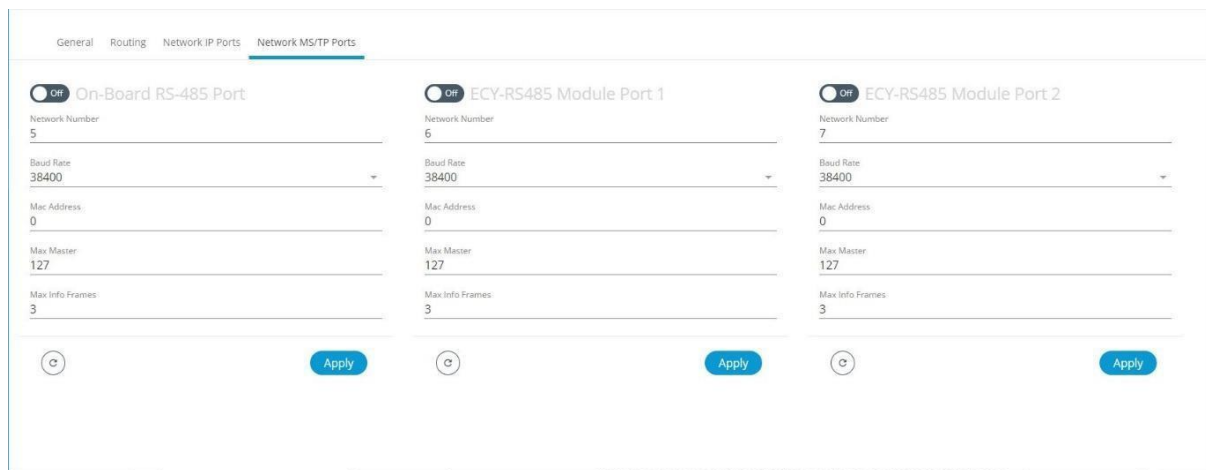 General Routing Network IP Ports Network MS/TP Ports
Off On-Board RS-485 Port
Network Number
5
Baud Rate
38400
Mac Address
0
Max Master
127
Max Info Frames
3
Apply
Off ECY-RS485 Module Port 1
Network Number
6
Baud Rate
38400
Mac Address
0
Max Master
127
Max Info Frames
3
Apply
Off ECY-RS485 Module Port 2
Network Number
7
Baud Rate
38400
Mac Address
0
Max Master
127
Max Info Frames
3
Apply